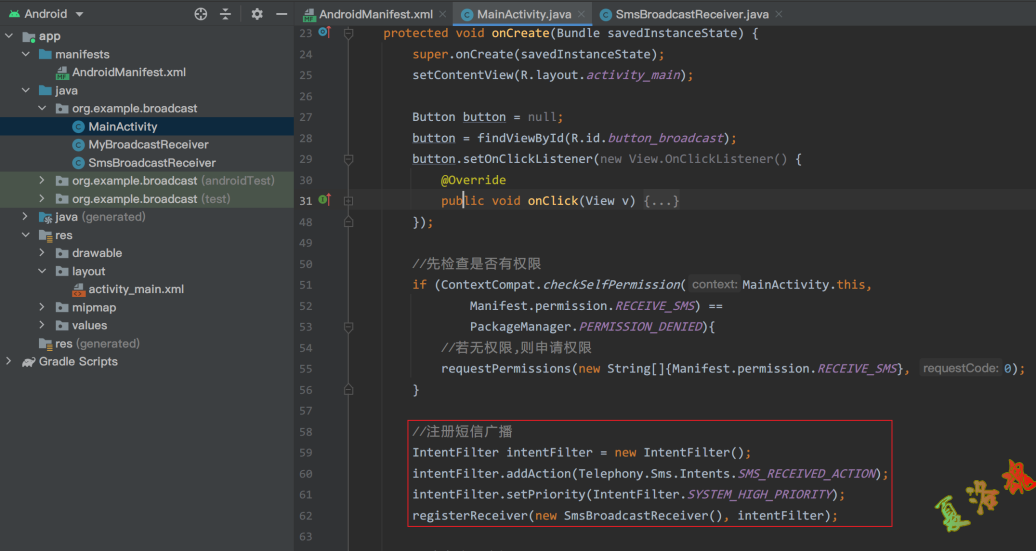 Android
AndroidManifest.xml
MainActivity.java
SmsBroadcastReceiver.java
app
manifests
AndroidManifest.xml
java
org.example.broadcast
MainActivity
MyBroadcastReceiver
SmsBroadcastReceiver
org.example.broadcast (androidTest)
org.example.broadcast (test)
java (generated)
res
drawable
layout
activity_main.xml
mipmap
values
res (generated)
Gradle Scripts
23 protected void onCreate(Bundle savedInstanceState) {
24 super.onCreate(savedInstanceState);
25 setContentView(R.layout.activity_main);
26
27 Button button = null;
28 button = findViewById(R.id.button_broadcast);
29 button.setOnClickListener(new View.OnClickListener() {
30 @Override
31 public void onClick(View v) {...}
48 });
49
50 //先检查是否有权限
51 if (ContextCompat.checkSelfPermission( context: MainActivity.this,
52 Manifest.permission.RECEIVE_SMS) ==
53 PackageManager.PERMISSION_DENIED){
54 //若无权限,则申请权限
55 requestPermissions(new String[]{Manifest.permission.RECEIVE_SMS}, requestCode: 0);
56 }
57
58 //注册短信广播
59 IntentFilter intentFilter = new IntentFilter();
60 intentFilter.addAction(Telephony.Sms.Intents.SMS_RECEIVED_ACTION);
61 intentFilter.setPriority(IntentFilter.SYSTEM_HIGH_PRIORITY);
62 registerReceiver(new SmsBroadcastReceiver(), intentFilter);
63